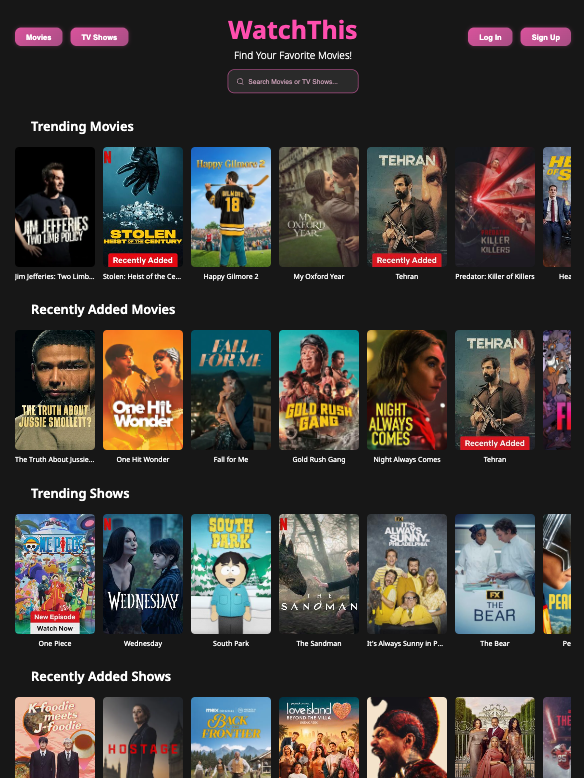 WatchThis
Movies
TV Shows
Find Your Favorite Movies!
Log In
Sign Up
Search Movies or TV Shows...
Trending Movies
JIM JEFFERIES
TWO LIMB POLICY
N
STOLEN
HEIST OF THE CENTURY
Recently Added
Happy Gilmore 2
GILMORE
18
MY
OXFORD
YEAR
TEHRAN
Recently Added
PREDATOR
KILLER
OF
KILLERS
HE
OF S
Jim Jefferies: Two Limb...
Stolen: Heist of the Ce...
Happy Gilmore 2
My Oxford Year
Tehran
Predator: Killer of Killers
Hea
Recently Added Movies
THE TRUTH ABOUT
JUSSIE SMOLLETT?
One Hit
Wonder
FALL
FOR ME
GOLD RUSH
GANG
NIGHT
ALWAYS
COMES
TEHRAN
Recently Added
F
The Truth About Jussie...
One Hit Wonder
Fall for Me
Gold Rush Gang
Night Always Comes
Tehran
Trending Shows
ONE PIECE
New Episode
Watch Now
N
WEDNESDAY
SOUTH
PARK
N
THE
SANDMAN
FX
IT'S
ALWAYS
SUNNY
PHILADELPHIA
FX
THE
BEAR
PEA
One Piece
Wednesday
South Park
The Sandman
It's Always Sunny in P...
The Bear
Pe
Recently Added Shows
K-foodie
meets
J-foodie
HOSTAGE
BACK
FRONTIER
love island
BEYOND THE VILLA
THE